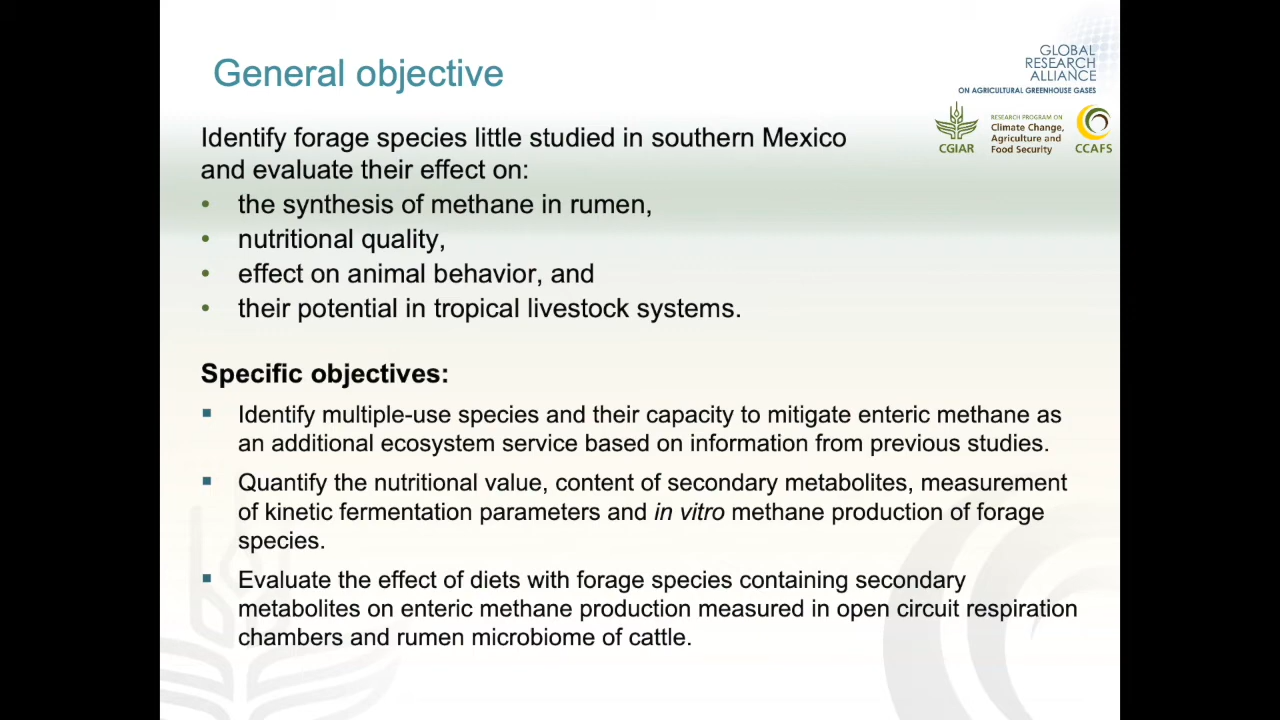 General objective
GLOBAL
RESEARCH
ALLIANCE
ON AGRICULTURAL GREENHOUSE GASES
CGIAR
RESEARCH PROGRAM ON
Climate Change,
Agriculture and
Food Security
CCAFS
Identify forage species little studied in southern Mexico
and evaluate their effect on:
• the synthesis of methane in rumen,
• nutritional quality,
• effect on animal behavior, and
• their potential in tropical livestock systems.
Specific objectives:
▪ Identify multiple-use species and their capacity to mitigate enteric methane as
an additional ecosystem service based on information from previous studies.
▪ Quantify the nutritional value, content of secondary metabolites, measurement
of kinetic fermentation parameters and in vitro methane production of forage
species.
▪ Evaluate the effect of diets with forage species containing secondary
metabolites on enteric methane production measured in open circuit respiration
chambers and rumen microbiome of cattle.